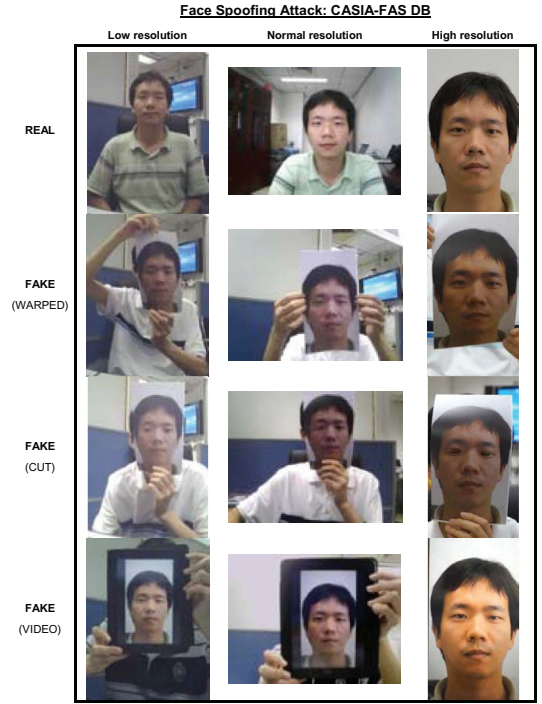 Face Spoofing Attack: CASIA-FAS DB
Low resolution
Normal resolution
High resolution
REAL
FAKE
(WARPED)
FAKE
(CUT)
FAKE
(VIDEO)